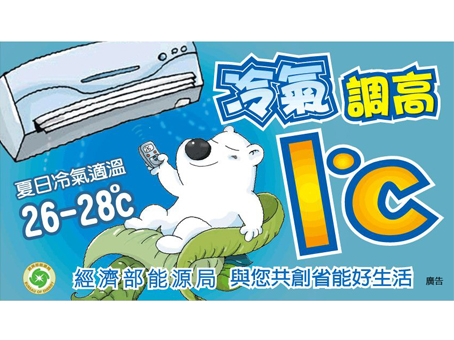 冷氣調高
1℃
夏日冷氣適溫
26-28℃
經濟部能源局 與您共創省能好生活
廣告